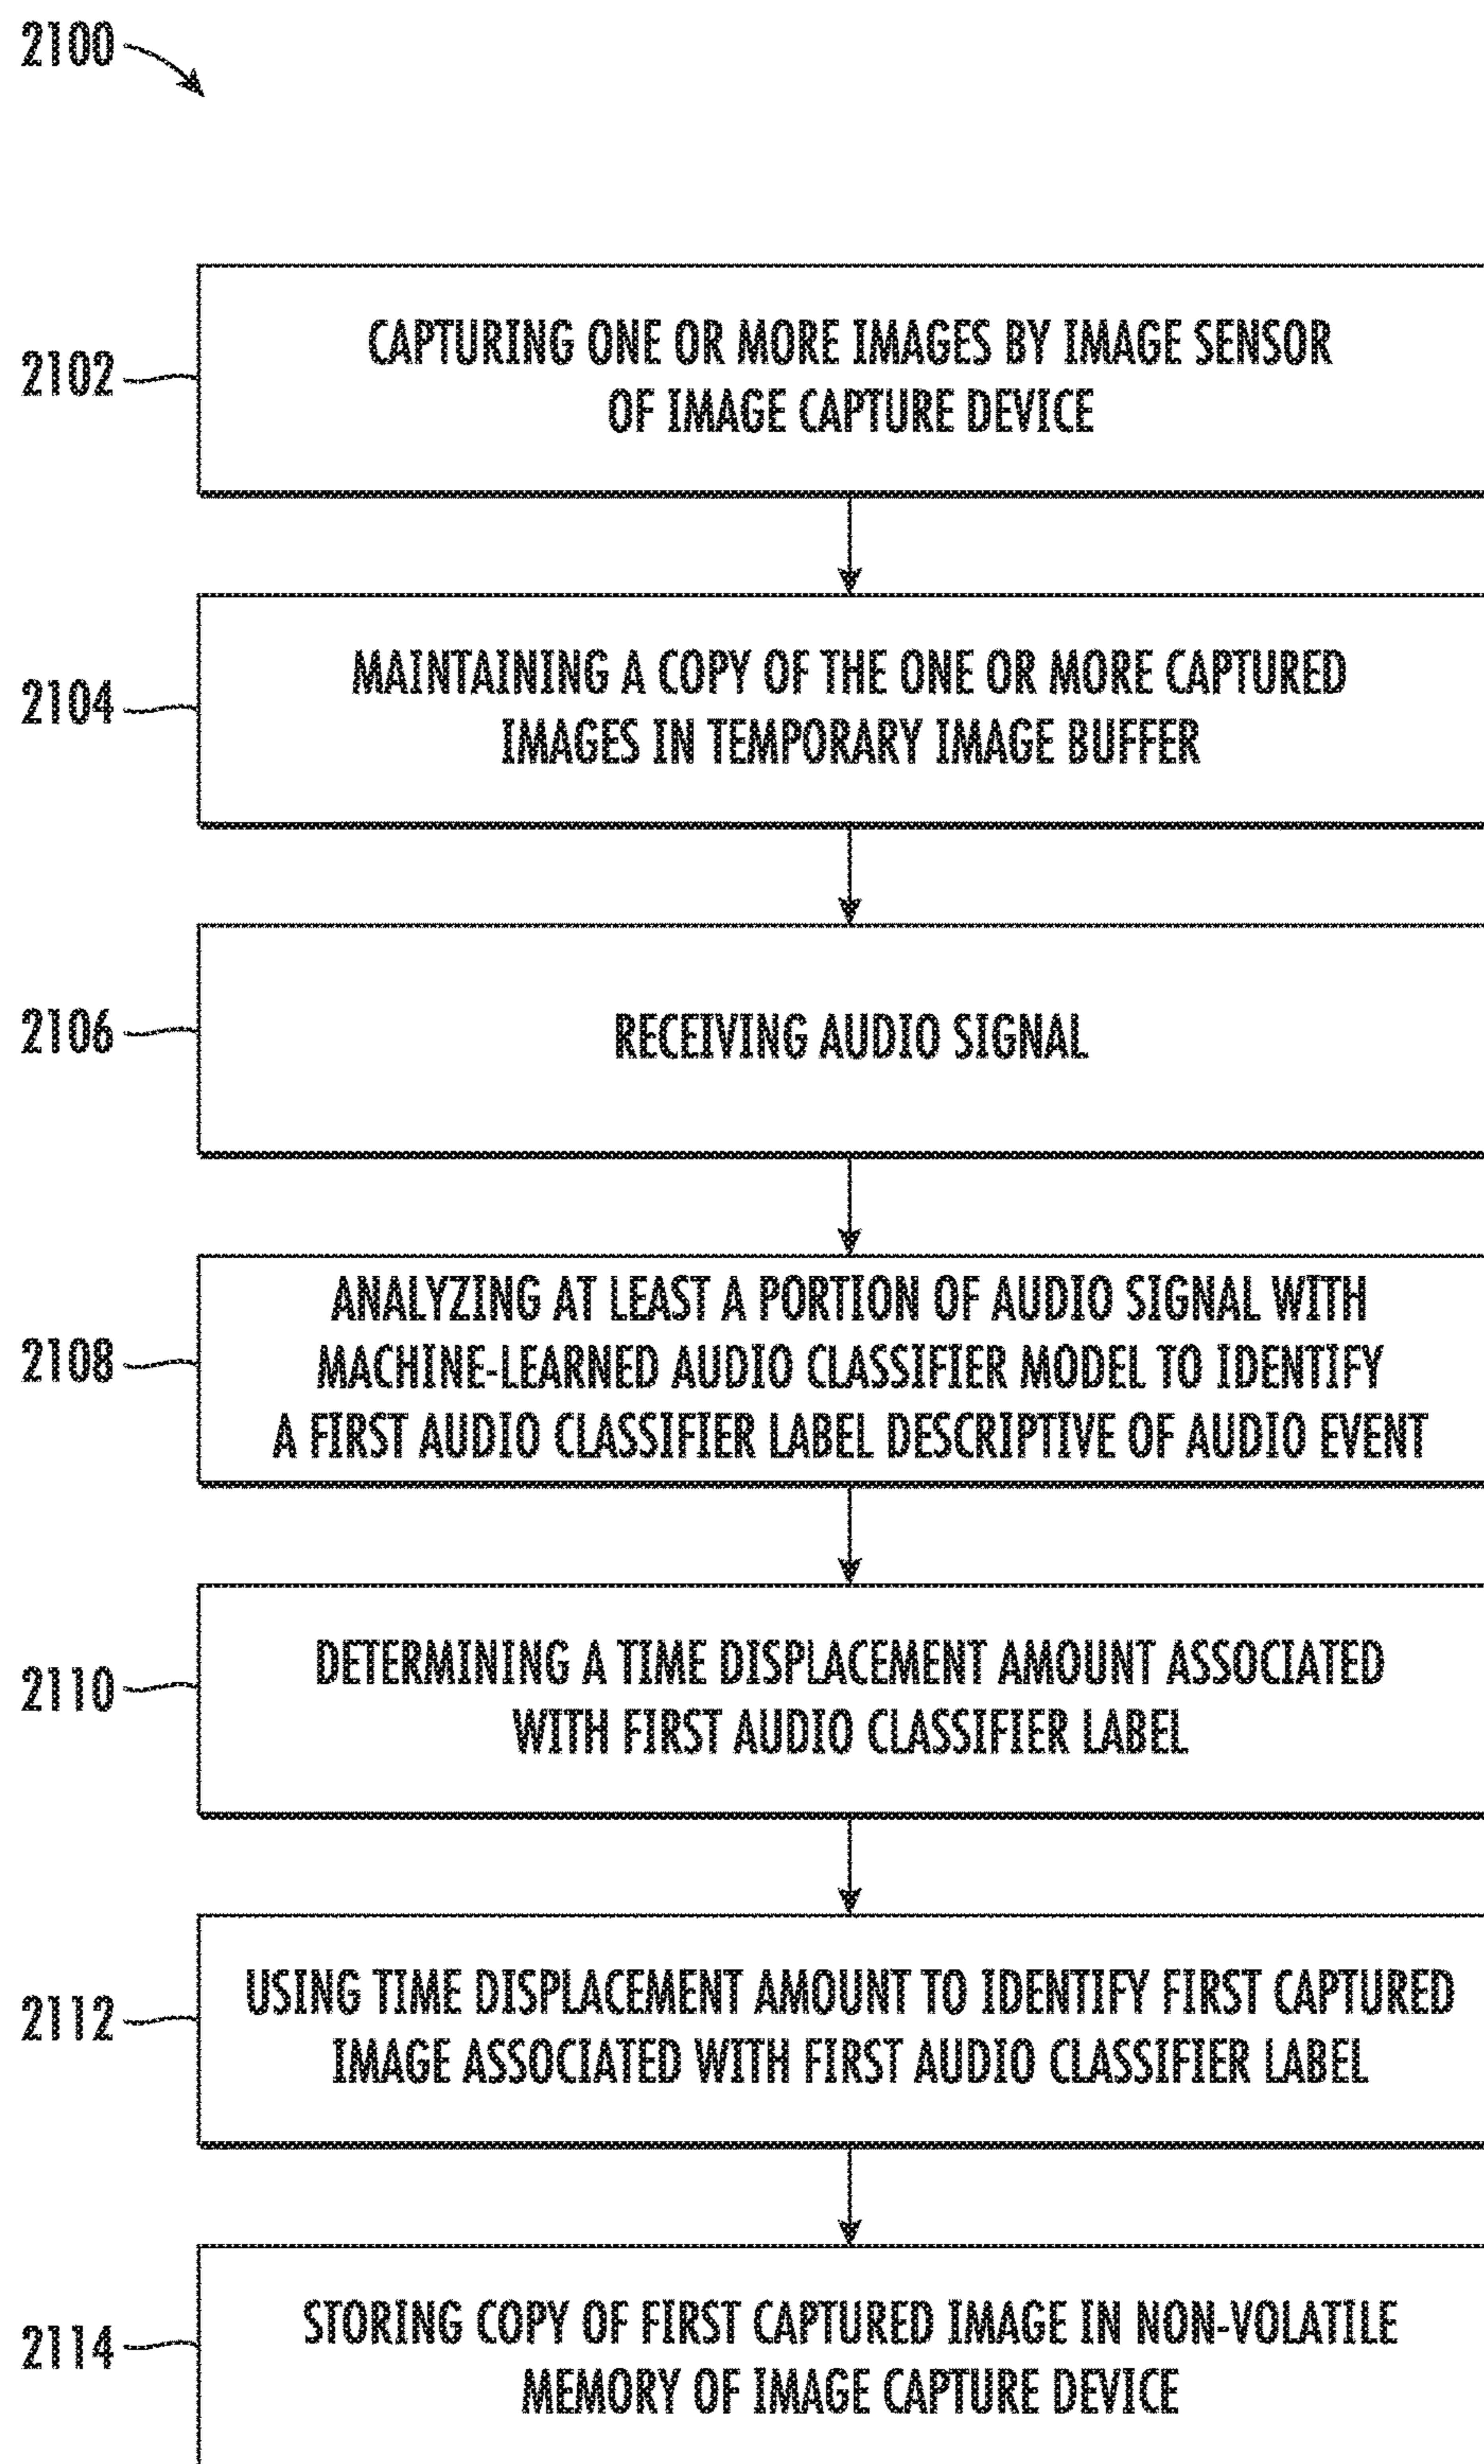 2100
2102
CAPTURING ONE OR MORE IMAGES BY IMAGE SENSOR
OF IMAGE CAPTURE DEVICE
2104
MAINTAINING A COPY OF THE ONE OR MORE CAPTURED
IMAGES IN TEMPORARY IMAGE BUFFER
2106
RECEIVING AUDIO SIGNAL
2108
ANALYZING AT LEAST A PORTION OF AUDIO SIGNAL WITH
MACHINE-LEARNED AUDIO CLASSIFIER MODEL TO IDENTIFY
A FIRST AUDIO CLASSIFIER LABEL DESCRIPTIVE OF AUDIO EVENT
2110
DETERMINING A TIME DISPLACEMENT AMOUNT ASSOCIATED
WITH FIRST AUDIO CLASSIFIER LABEL
2112
USING TIME DISPLACEMENT AMOUNT TO IDENTIFY FIRST CAPTURED
IMAGE ASSOCIATED WITH FIRST AUDIO CLASSIFIER LABEL
2114
STORING COPY OF FIRST CAPTURED IMAGE IN NON-VOLATILE
MEMORY OF IMAGE CAPTURE DEVICE